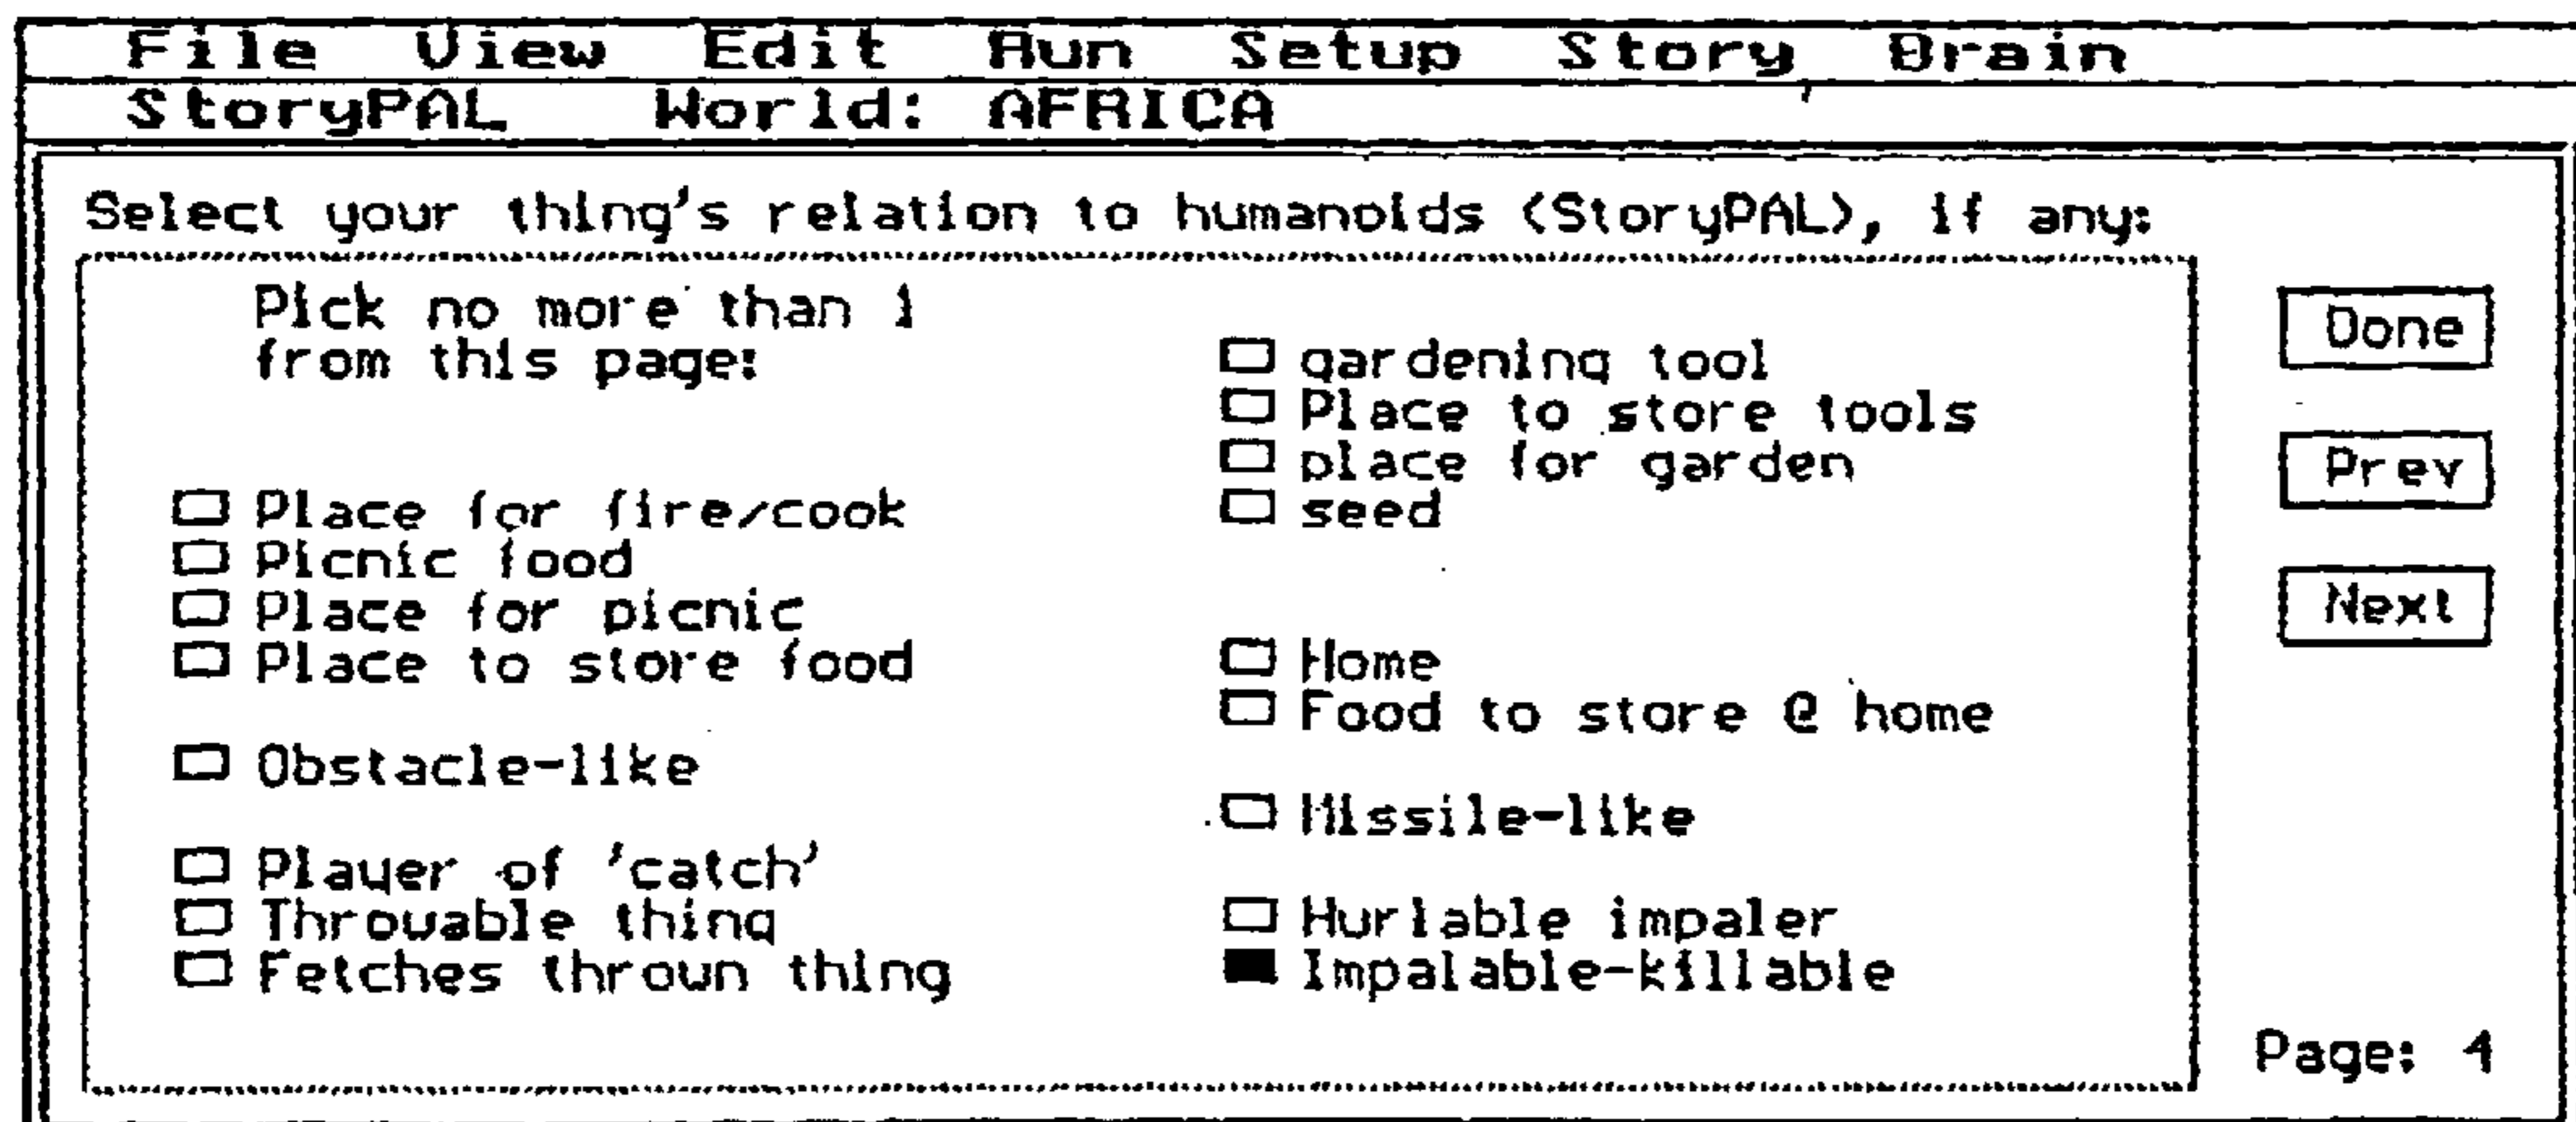 File View Edit Run Setup Story Brain
StoryPAL World: AFRICA
Select your thing's relation to humanoids (StoryPAL), if any:
Pick no more than 1
from this page:
Place for fire/cook
Picnic food
Place for picnic
Place to store food
Obstacle-like
Player of 'catch'
Throwable thing
Fetches thrown thing
gardening tool
Place to store tools
place for garden
seed
Home
Food to store @ home
Missile-like
Hurlable impaler
Impalable-killable
Done
Prev
Next
Page: 4